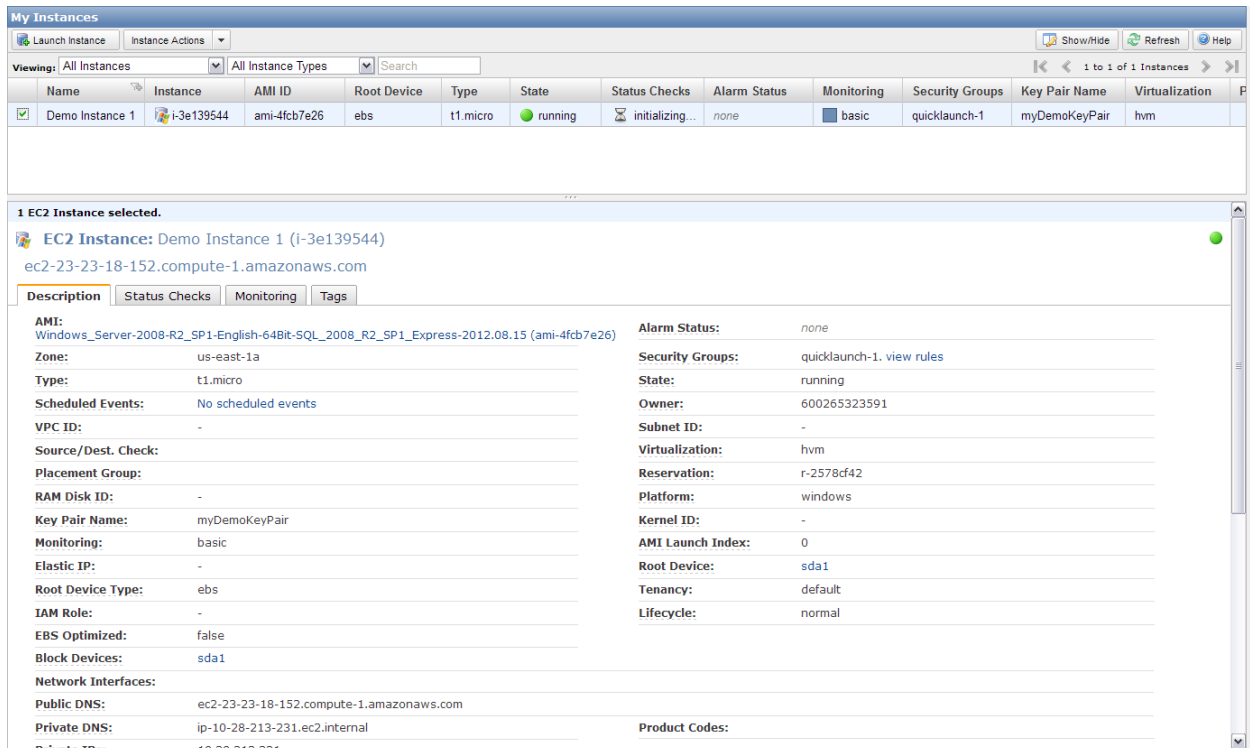 My Instances
Launch Instance Instance Actions Show/Hide Refresh Help
Viewing: All Instances All Instance Types Search 1 to 1 of 1 Instances
Name Instance AMI ID Root Device Type State Status Checks Alarm Status Monitoring Security Groups Key Pair Name Virtualization P
Demo Instance 1 i-3e139544 ami-4fcb7e26 ebs t1.micro running initializing... none basic quicklaunch-1 myDemoKeyPair hvm
1 EC2 Instance selected.
EC2 Instance: Demo Instance 1 (i-3e139544)
ec2-23-23-18-152.compute-1.amazonaws.com
Description Status Checks Monitoring Tags
AMI:
Windows_Server-2008-R2_SP1-English-64Bit-SQL_2008_R2_SP1_Express-2012.08.15 (ami-4fcb7e26) Alarm Status: none
Zone: us-east-1a Security Groups: quicklaunch-1. view rules
Type: t1.micro State: running
Scheduled Events: No scheduled events Owner: 600265323591
VPC ID: - Subnet ID: -
Source/Dest. Check: Virtualization: hvm
Placement Group: Reservation: r-2578cf42
RAM Disk ID: - Platform: windows
Key Pair Name: myDemoKeyPair Kernel ID: -
Monitoring: basic AMI Launch Index: 0
Elastic IP: - Root Device: sda1
Root Device Type: ebs Tenancy: default
IAM Role: - Lifecycle: normal
EBS Optimized: false
Block Devices: sda1
Network Interfaces:
Public DNS: ec2-23-23-18-152.compute-1.amazonaws.com
Private DNS: ip-10-28-213-231.ec2.internal Product Codes: